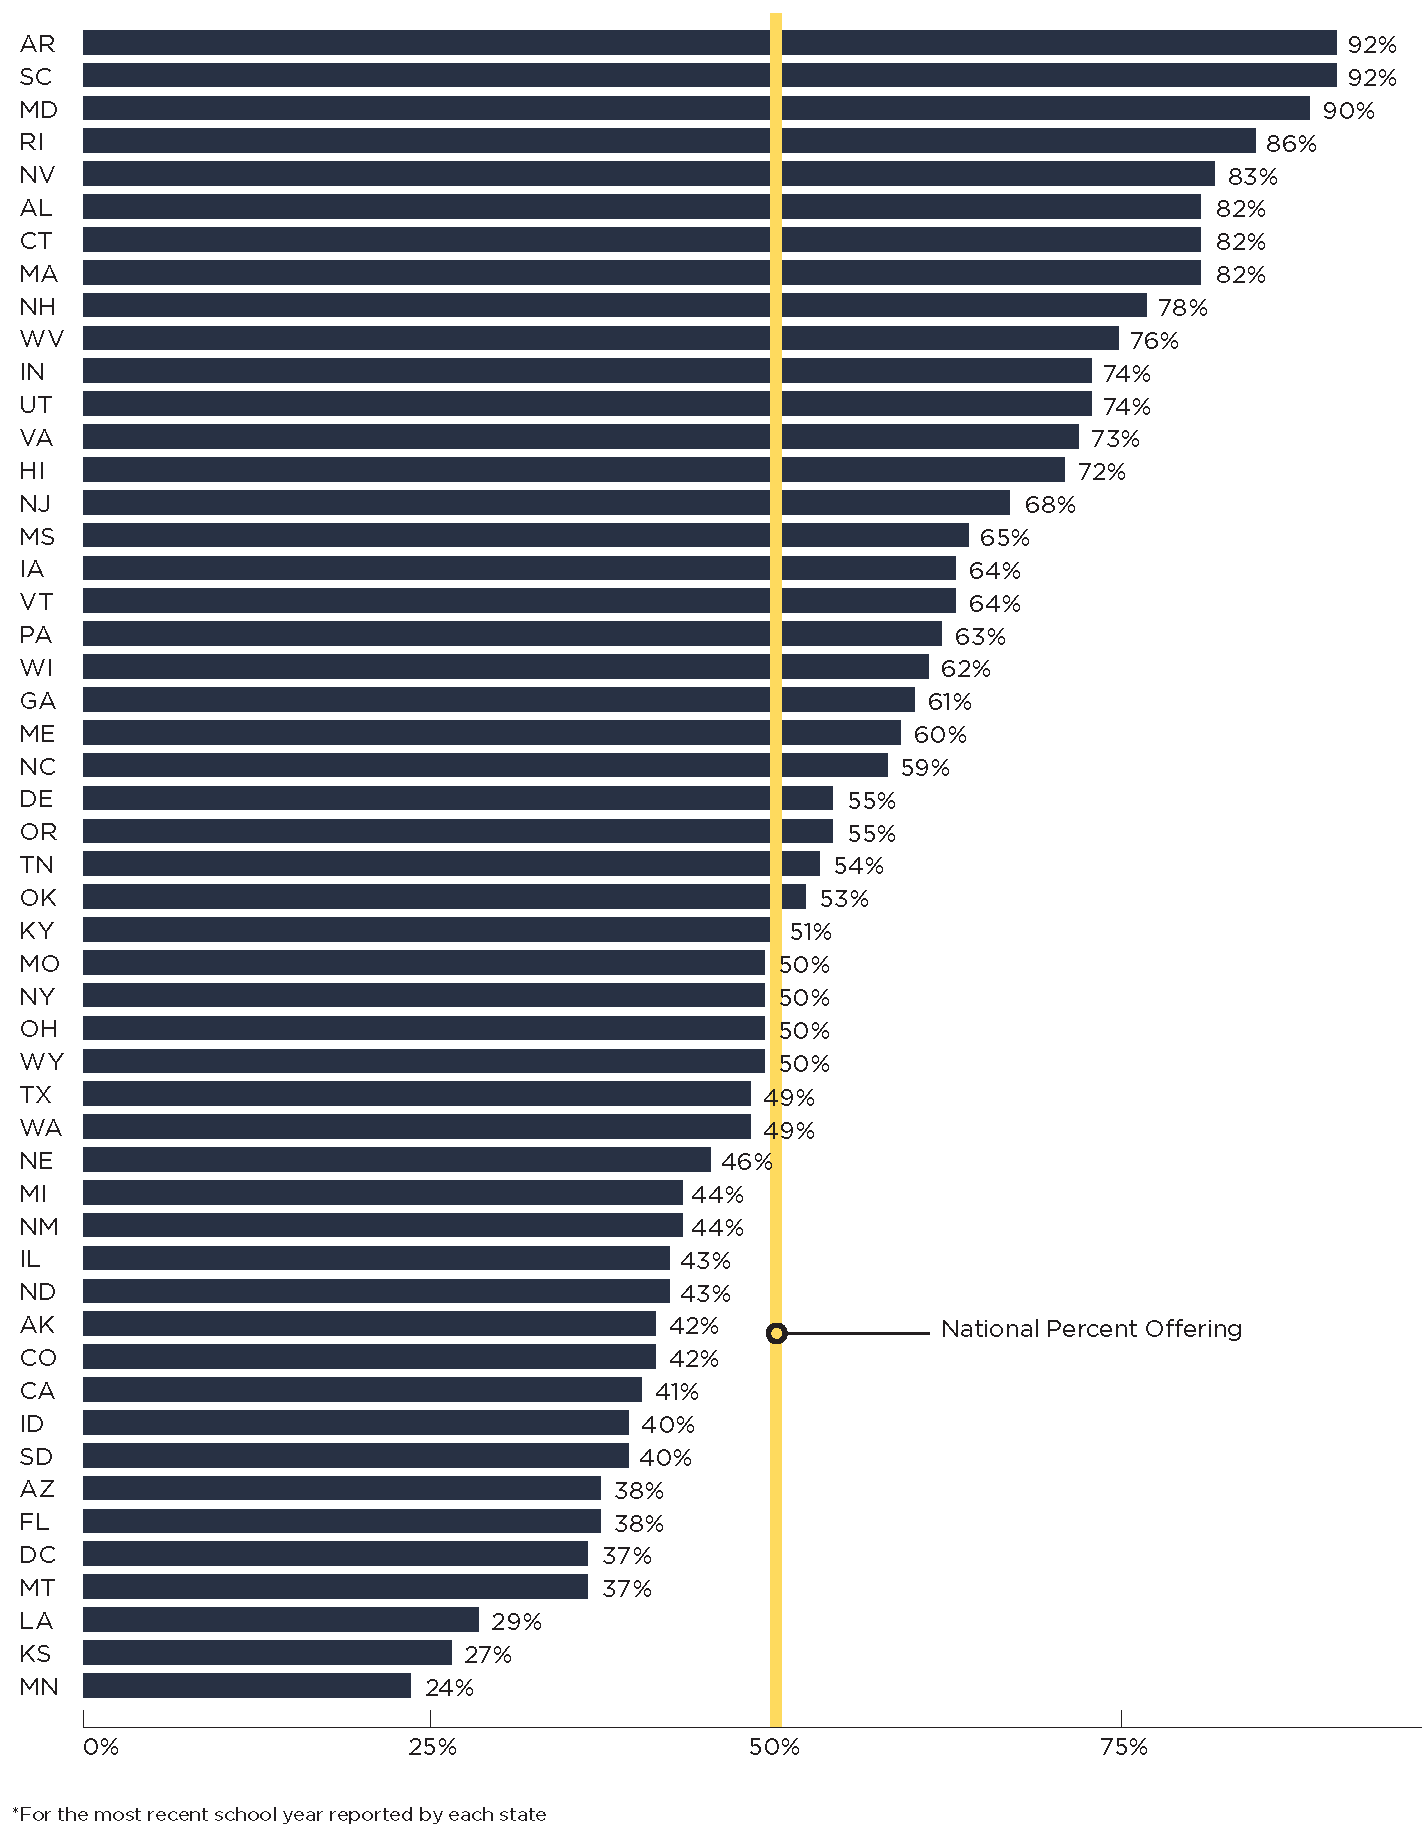 AR 92%
SC 92%
MD 90%
RI 86%
NV 83%
AL 82%
CT 82%
MA 82%
NH 78%
WV 76%
IN 74%
UT 74%
VA 73%
HI 72%
NJ 68%
MS 65%
IA 64%
VT 64%
PA 63%
WI 62%
GA 61%
ME 60%
NC 59%
DE 55%
OR 55%
TN 54%
OK 53%
KY 51%
MO 50%
NY 50%
OH 50%
WY 50%
TX 49%
WA 49%
NE 46%
MI 44%
NM 44%
IL 43%
ND 43%
AK 42%
National Percent Offering
CO 42%
CA 41%
ID 40%
SD 40%
AZ 38%
FL 38%
DC 37%
MT 37%
LA 29%
KS 27%
MN 24%
0% 25% 50% 75%
*For the most recent school year reported by each state